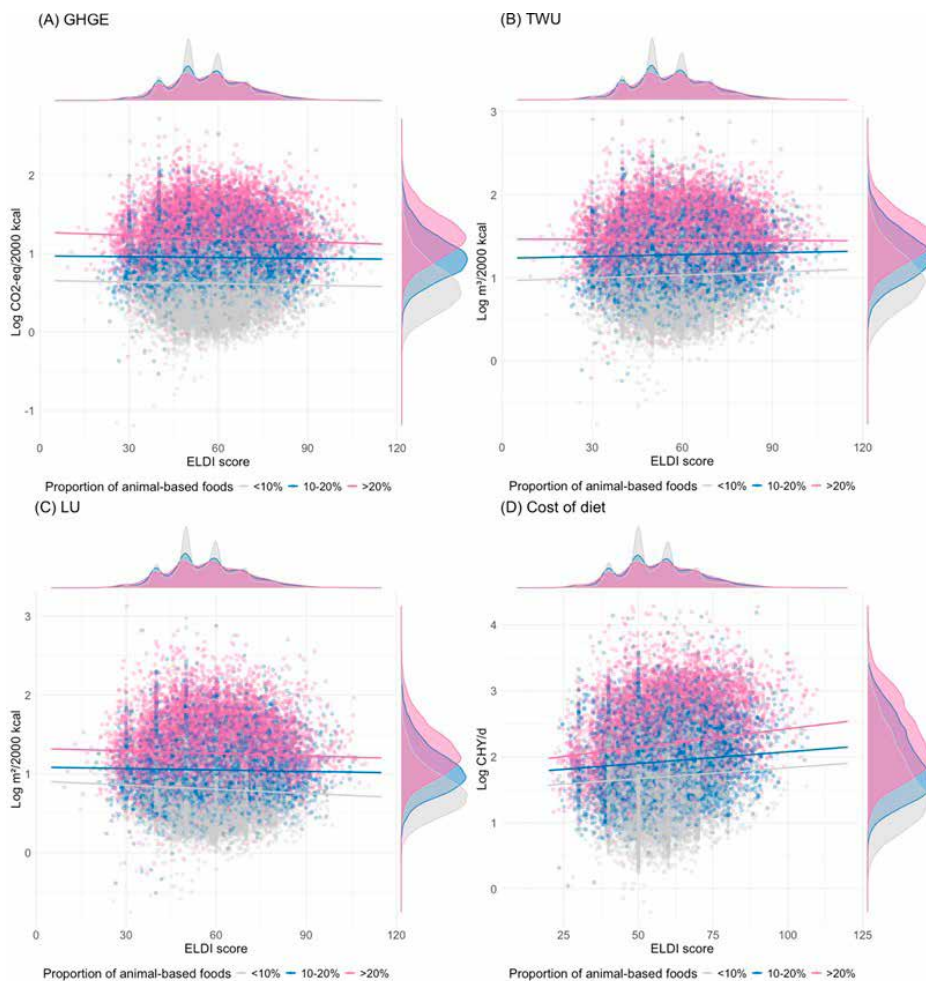 (A) GHGE
(B) TWU
Log CO2-eq/2000 kcal
2
1
0
-1
0 30 60 90 120
ELDI score
Proportion of animal-based foods <10% 10-20% >20%
Log m³/2000 kcal
3
2
1
0
0 30 60 90 120
ELDI score
Proportion of animal-based foods <10% 10-20% >20%
(C) LU
(D) Cost of diet
Log m²/2000 kcal
3
2
1
0
0 30 60 90 120
ELDI score
Proportion of animal-based foods <10% 10-20% >20%
Log CHY/d
4
3
2
1
0
25 50 75 100 125
ELDI score
Proportion of animal-based foods <10% 10-20% >20%